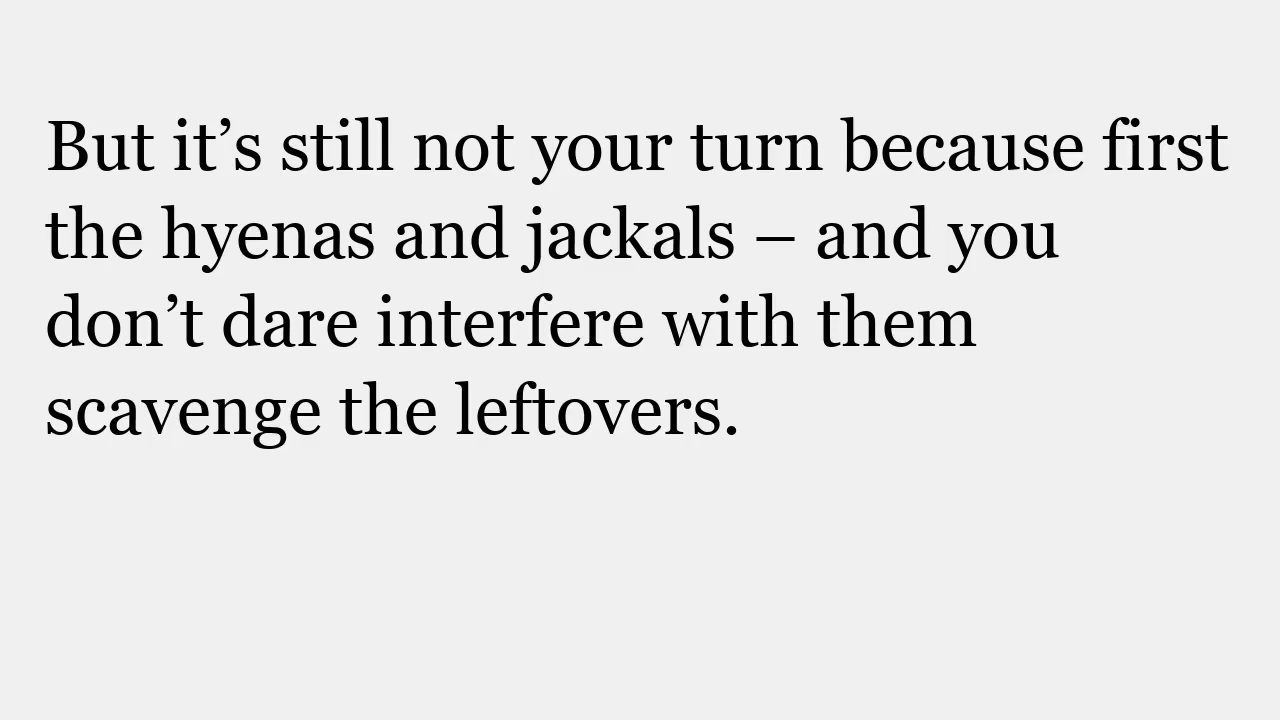 But it’s still not your turn because first
the hyenas and jackals – and you
don’t dare interfere with them
scavenge the leftovers.